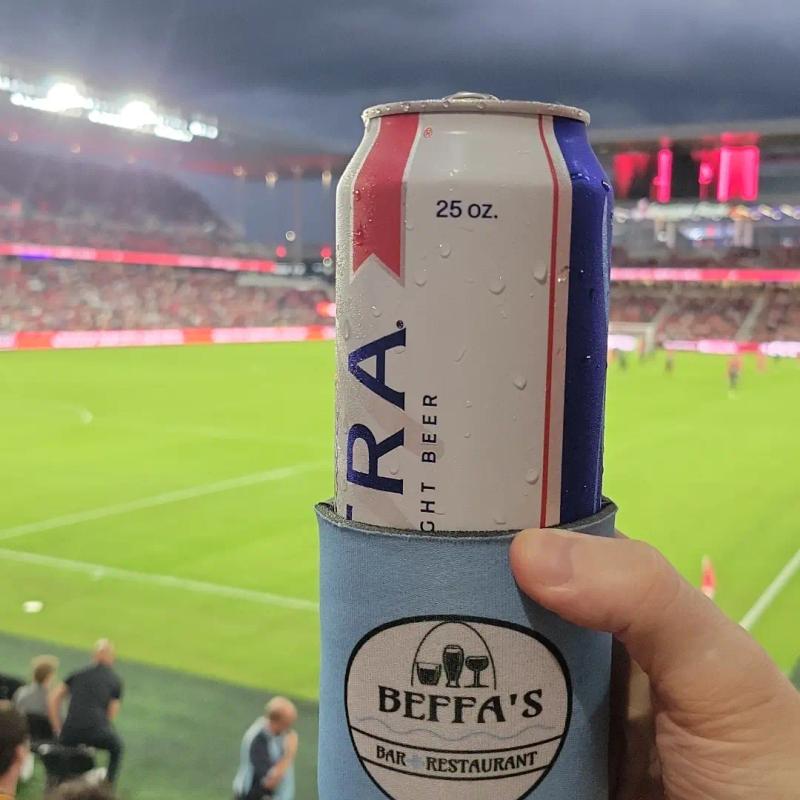 25 oz.
RA
GHT BEER
BEFFA'S
BAR RESTAURANT